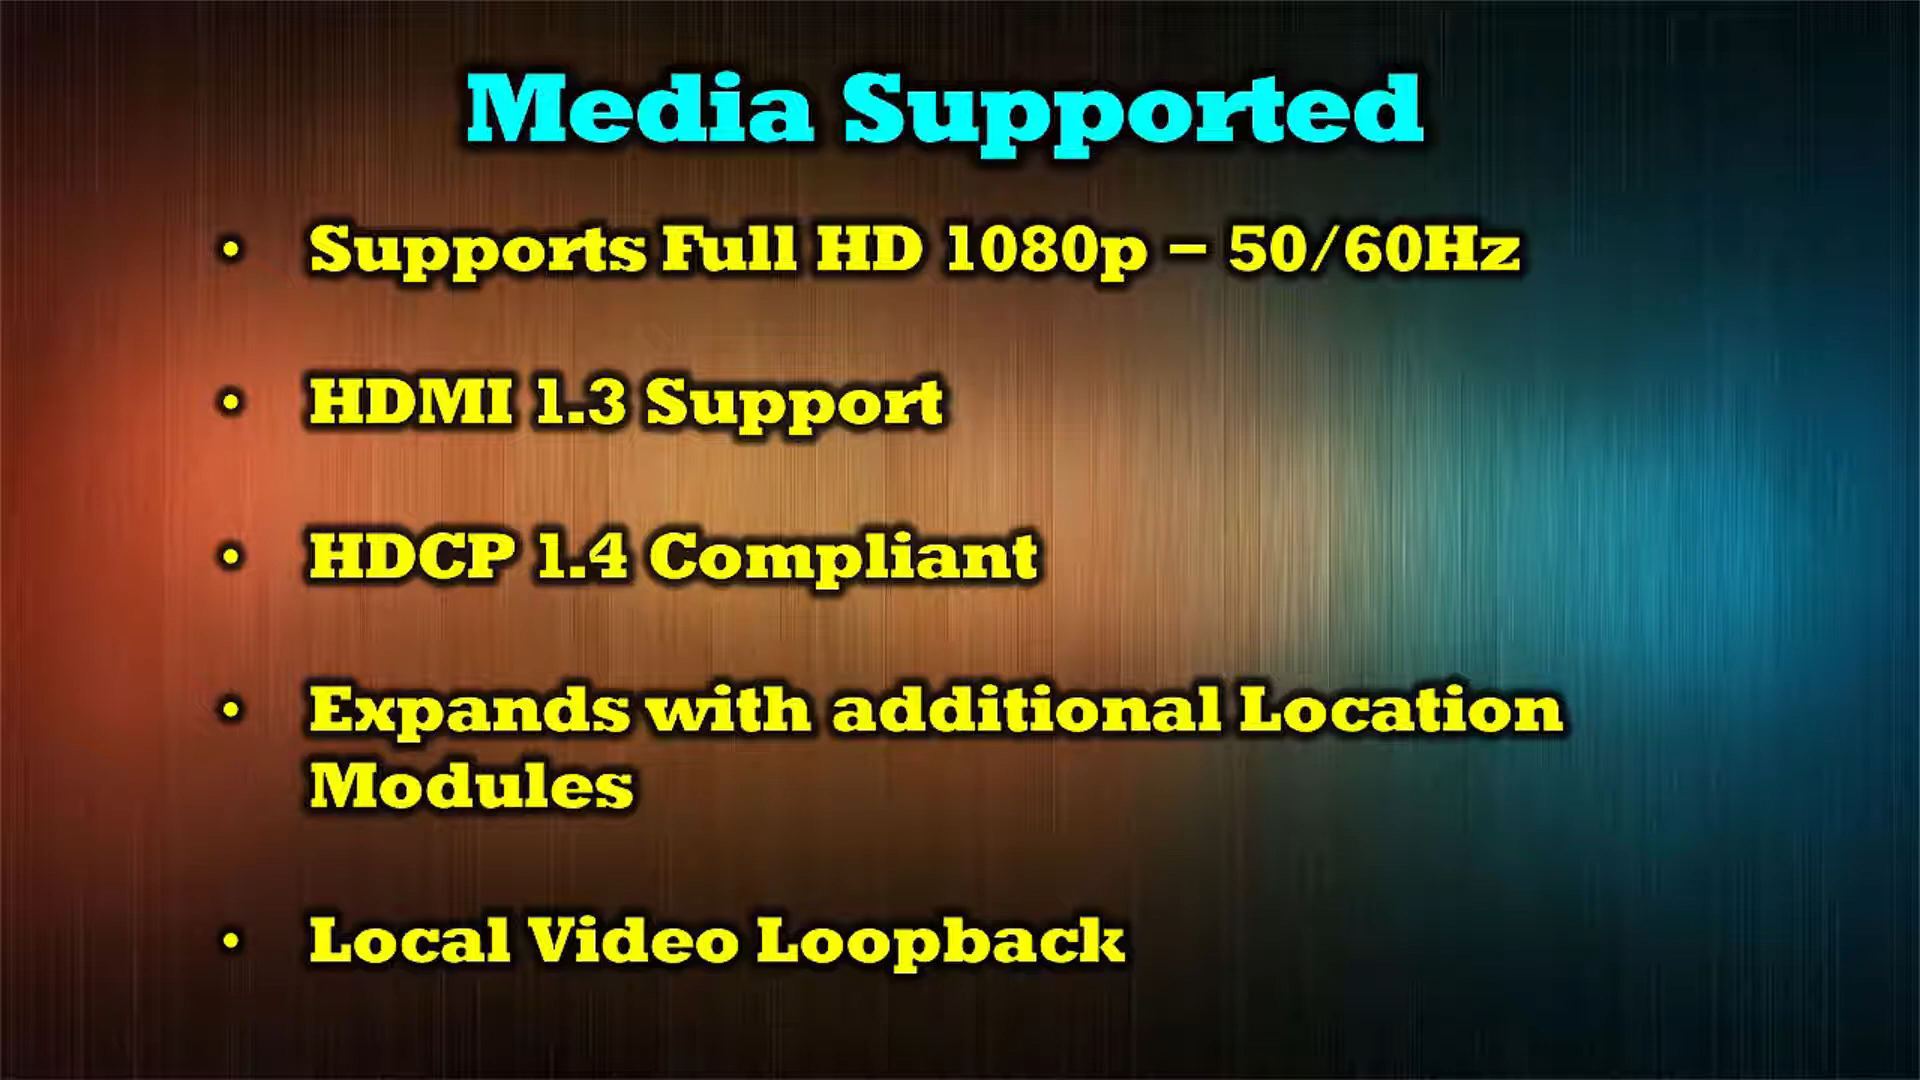 Media Supported
• Supports Full HD 1080p – 50/60Hz
• HDMI 1.3 Support
• HDCP 1.4 Compliant
• Expands with additional Location
Modules
• Local Video Loopback